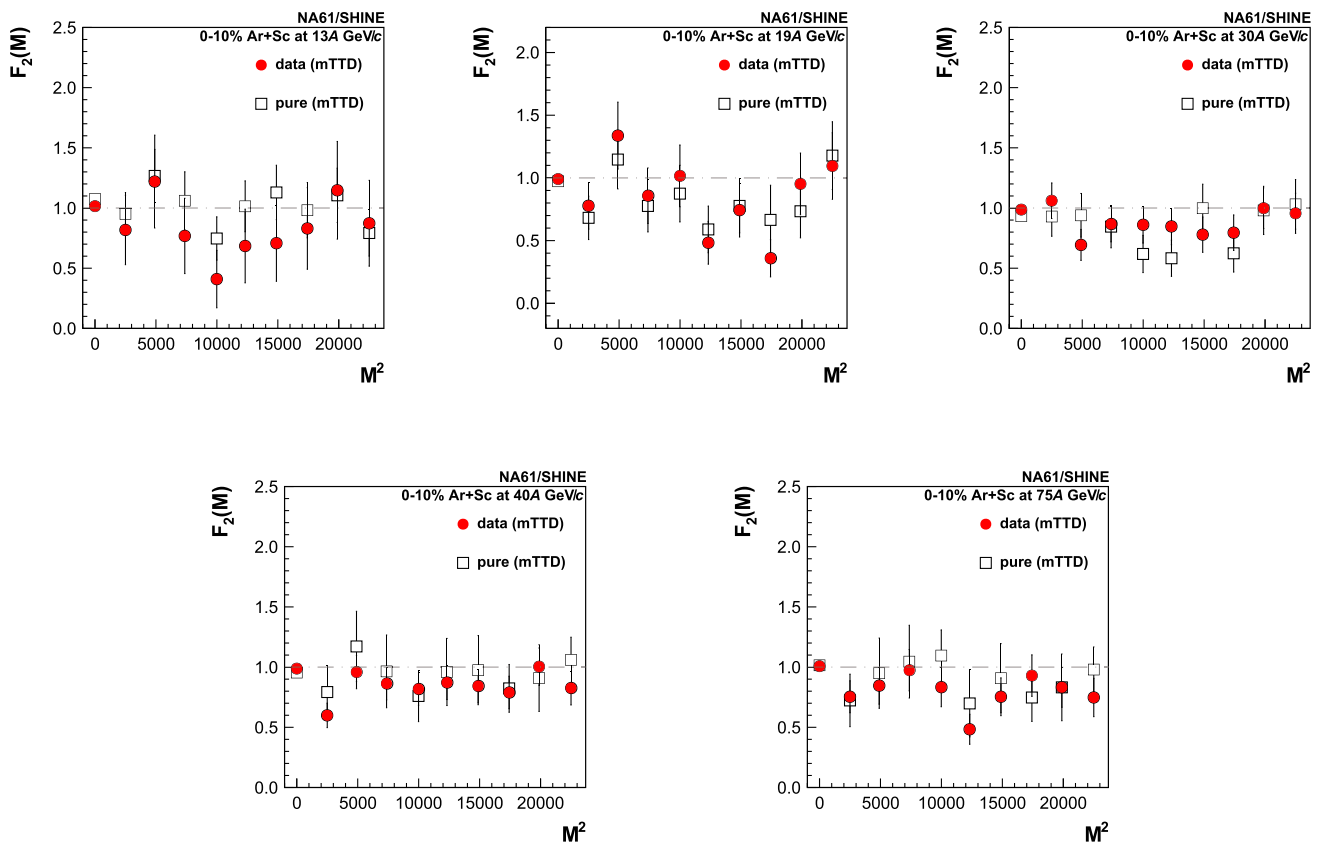 NA61/SHINE
0-10% Ar+Sc at 13A GeV/c
data (mTTD)
pure (mTTD)
F2(M)
2.5
2.0
1.5
1.0
0.5
0.0
0 5000 10000 15000 20000
M²
NA61/SHINE
0-10% Ar+Sc at 19A GeV/c
data (mTTD)
pure (mTTD)
F2(M)
2.0
1.5
1.0
0.5
0.0
0 5000 10000 15000 20000
M²
NA61/SHINE
0-10% Ar+Sc at 30A GeV/c
data (mTTD)
pure (mTTD)
F2(M)
2.5
2.0
1.5
1.0
0.5
0.0
0 5000 10000 15000 20000
M²
NA61/SHINE
0-10% Ar+Sc at 40A GeV/c
data (mTTD)
pure (mTTD)
F2(M)
2.5
2.0
1.5
1.0
0.5
0.0
0 5000 10000 15000 20000
M²
NA61/SHINE
0-10% Ar+Sc at 75A GeV/c
data (mTTD)
pure (mTTD)
F2(M)
2.5
2.0
1.5
1.0
0.5
0.0
0 5000 10000 15000 20000
M²